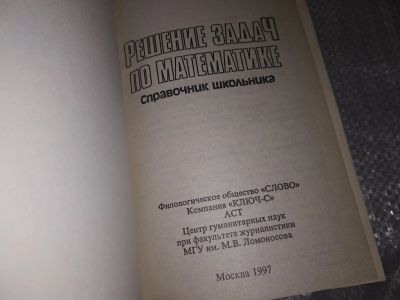 РЕШЕНИЕ ЗАДАЧ
ПО МАТЕМАТИКЕ
справочник школьника
Филологическое общество «СЛОВО»
Компания «КЛЮЧ-С»
АСТ
Центр гуманитарных наук
при факультете журналистики
МГУ им. М.В. Ломоносова
Москва 1997